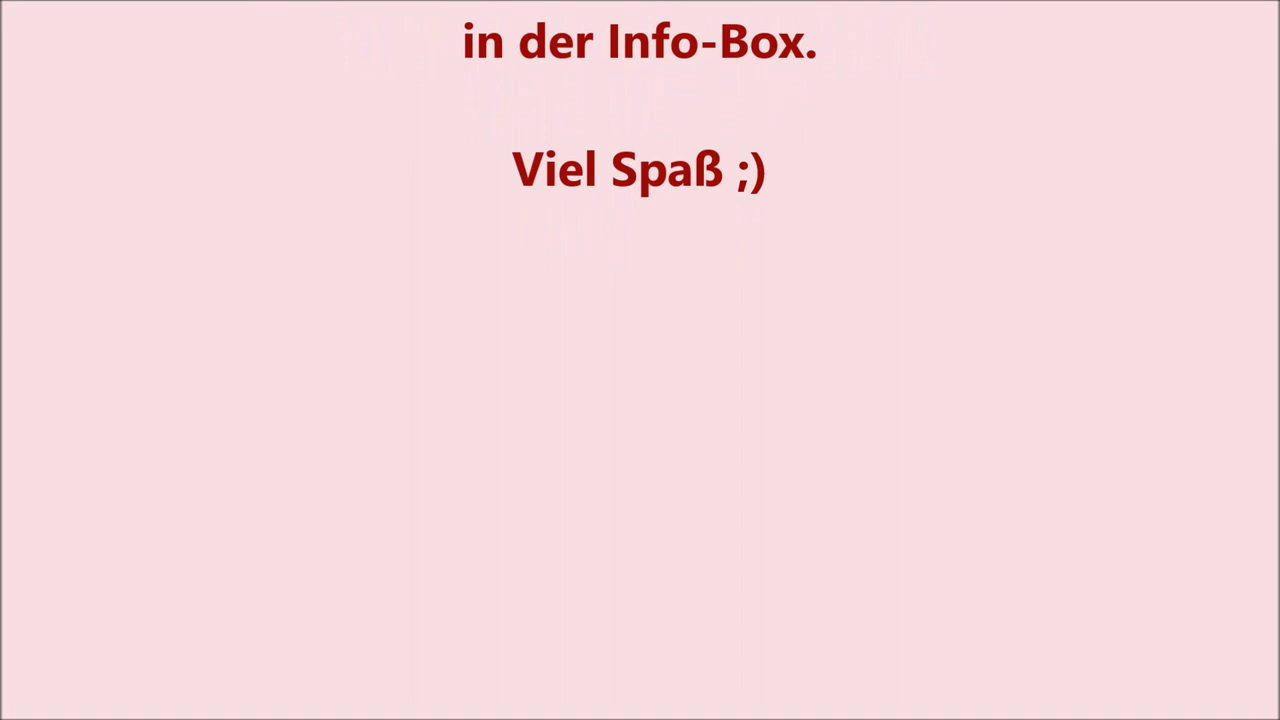 in der Info-Box.
Viel Spaß ;)